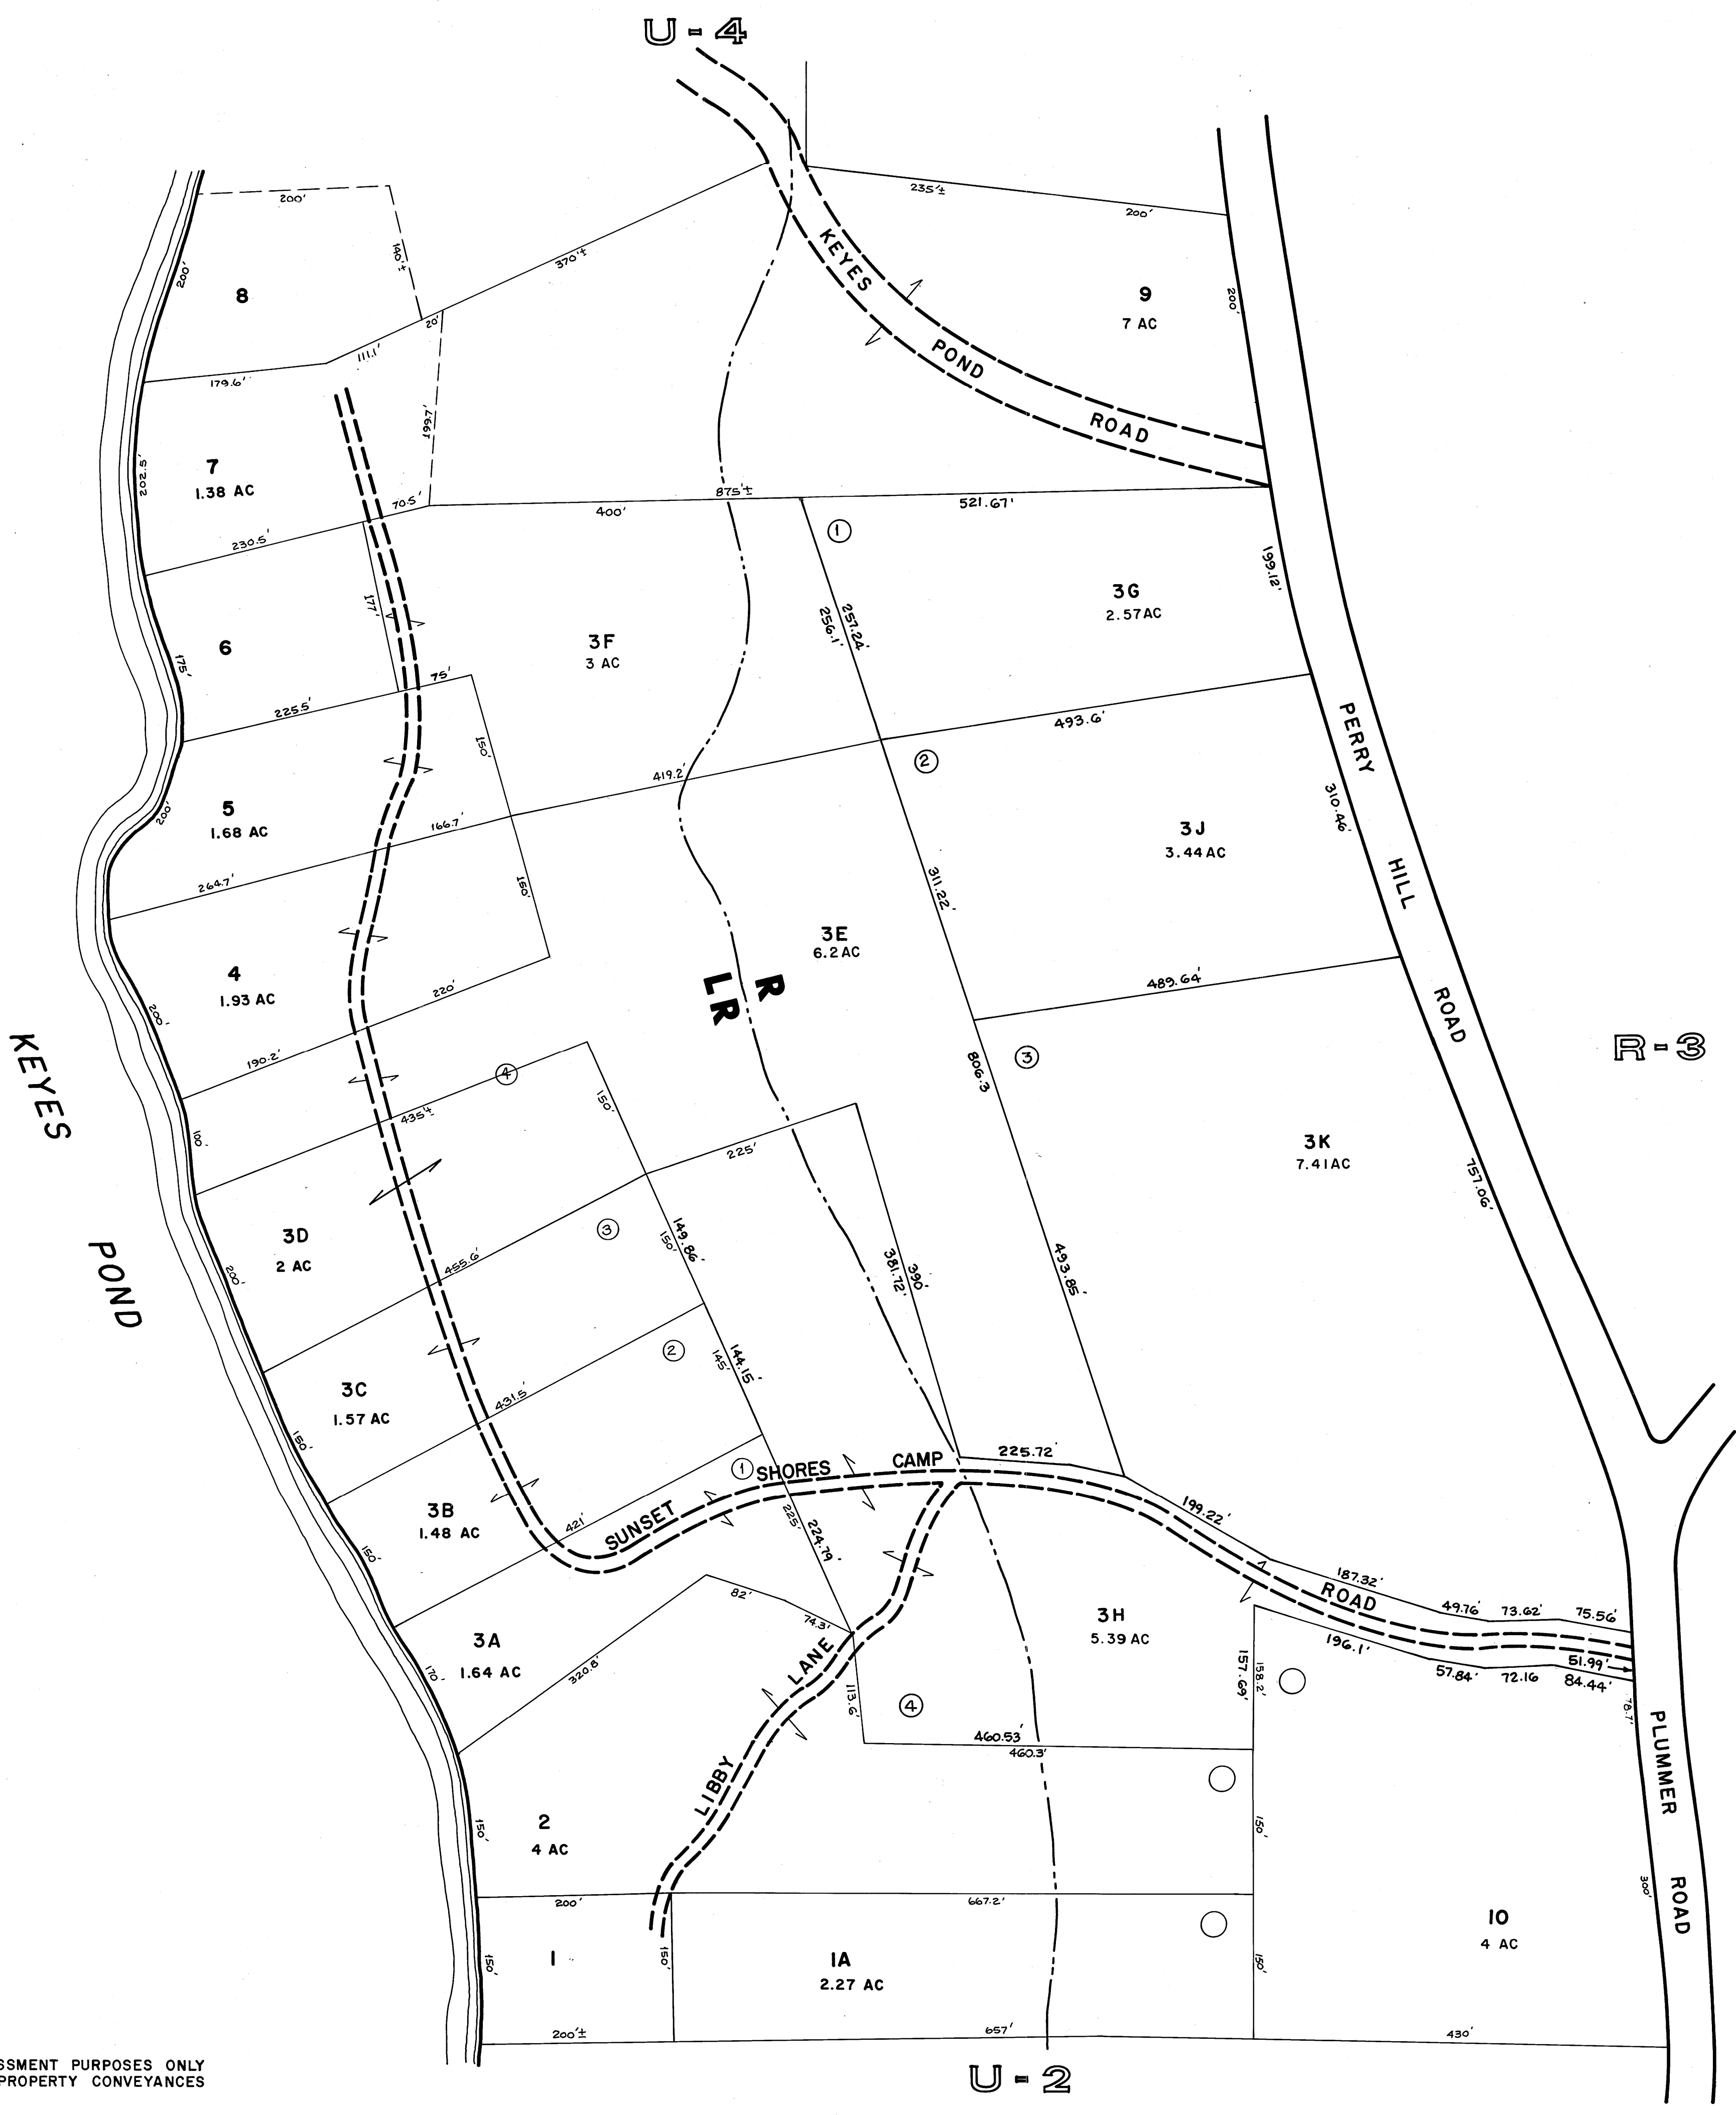 U-4
200'
140'±
200'
8
370'±
20'
111.1'
179.6'
235'±
200'
9
7 AC
200'
KEYES
POND
ROAD
7
1.38 AC
202.5'
199.7'
70.5'
230.5'
875'±
400'
521.67'
1
3G
2.57 AC
199.12'
6
175'
177'
3F
3 AC
257.24'
256.1'
75'
225.5'
493.6'
2
PERRY
HILL
ROAD
310.46'
5
1.68 AC
200'
150'
419.2'
166.7'
264.7'
3J
3.44 AC
150'
311.22'
3E
6.2 AC
4
1.93 AC
200'
220'
190.2'
R
LR
489.64'
R-3
KEYES
POND
806.3
3
4
435'±
150'
100'
225'
3K
7.41 AC
757.06'
3D
2 AC
200'
3
149.86'
150'
455.6'
390'
381.72'
493.85'
3C
1.57 AC
150'
2
144.15'
145'
431.5'
1
SUNSET
SHORES
CAMP
ROAD
225.72'
199.22'
187.32'
49.76'
73.62'
75.56'
3B
1.48 AC
150'
421'
225'
224.79'
82'
74.3'
3A
1.64 AC
170'
320.8'
LIBBY
LANE
113.6'
3H
5.39 AC
157.69'
158.2'
196.1'
57.84'
72.16
51.99'
84.44'
78.7'
4
460.53'
460.3'
PLUMMER
ROAD
2
4 AC
150'
150'
300'
200'
667.2'
10
4 AC
1
150'
150'
1A
2.27 AC
150'
200'±
657'
430'
SSMENT PURPOSES ONLY
PROPERTY CONVEYANCES
U-2